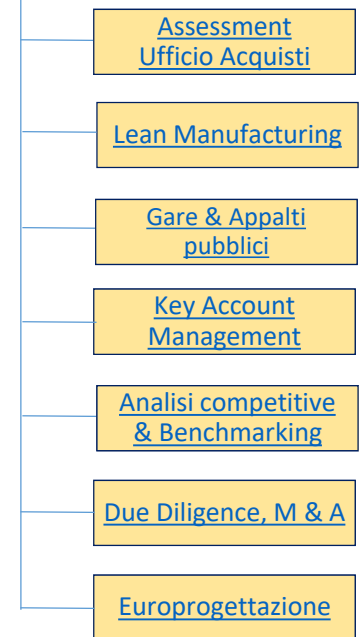 Assessment
Ufficio Acquisti
Lean Manufacturing
Gare & Appalti
pubblici
Key Account
Management
Analisi competitive
& Benchmarking
Due Diligence, M & A
Europrogettazione